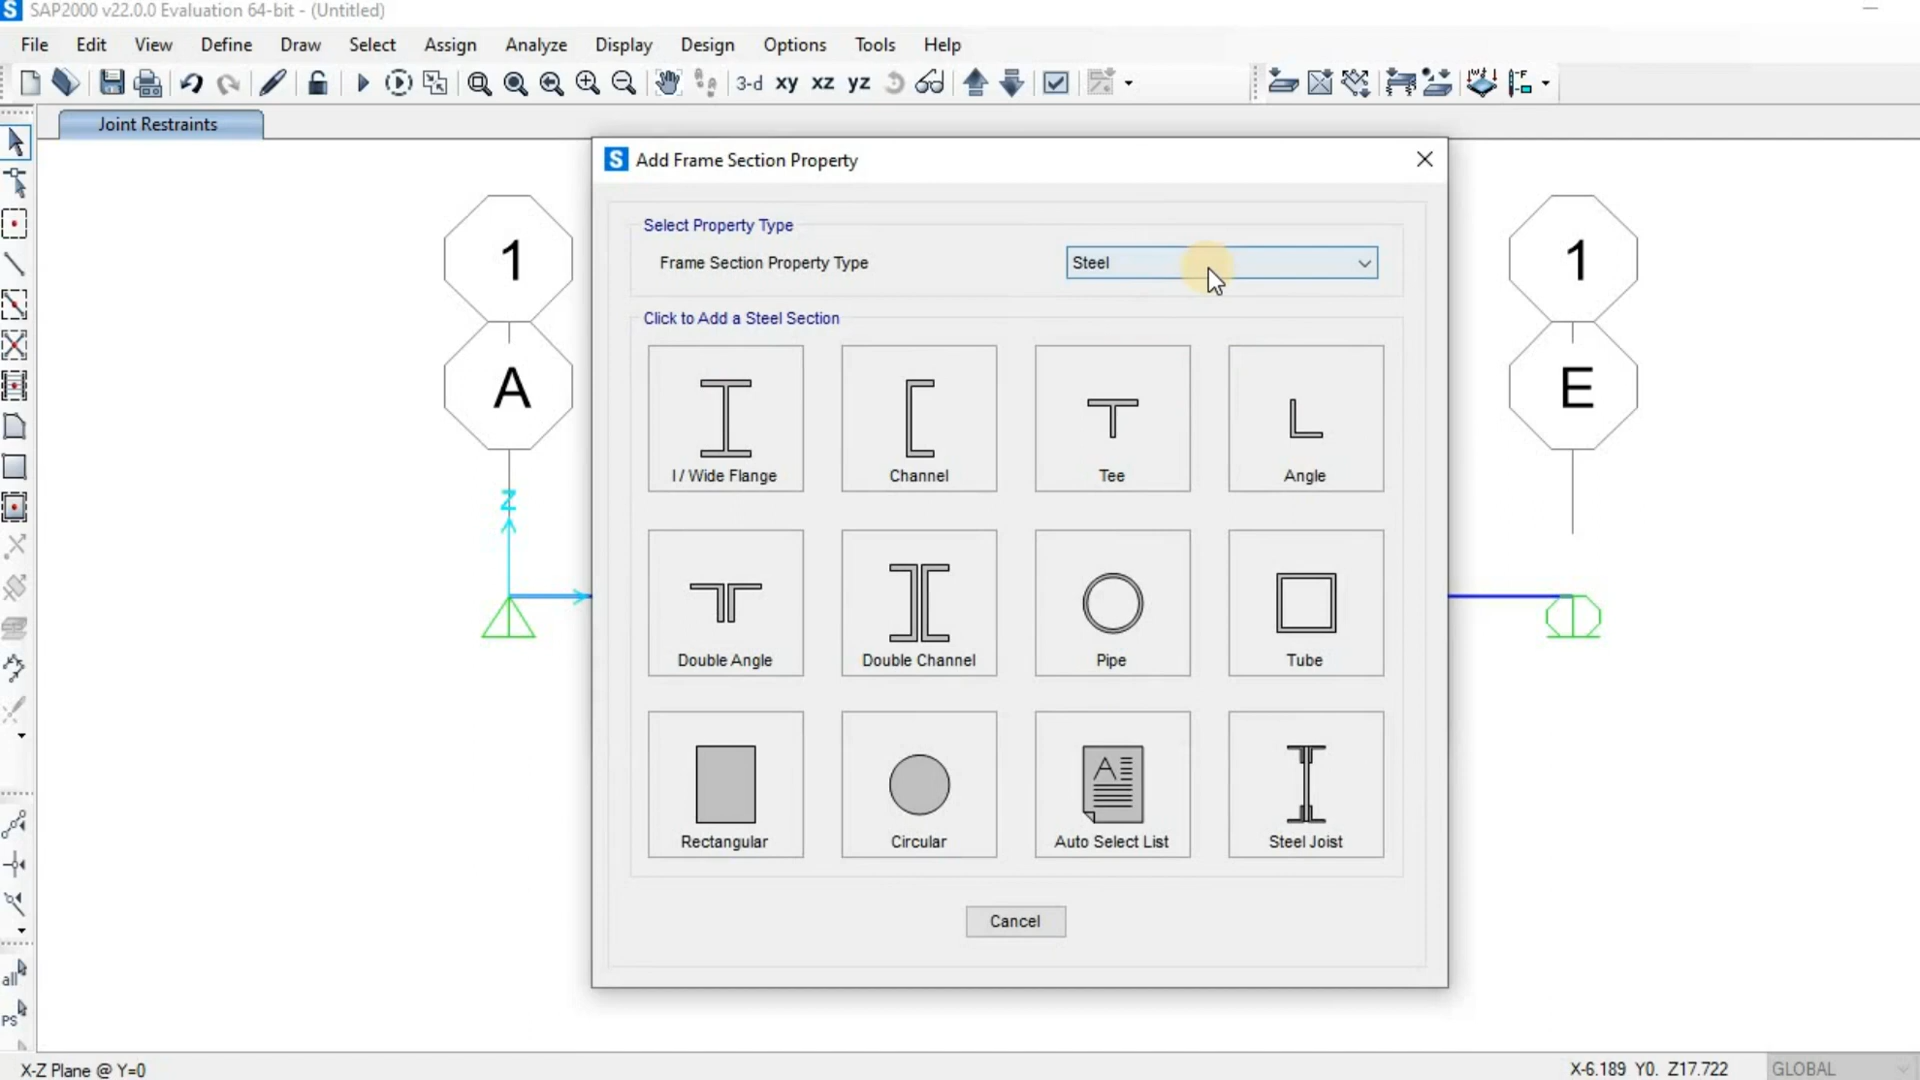 S SAP2000 v22.0.0 Evaluation 64-bit - (Untitled)
File Edit View Define Draw Select Assign Analyze Display Design Options Tools Help
3-d xy xz yz
Joint Restraints
S Add Frame Section Property
Select Property Type
Frame Section Property Type Steel
Click to Add a Steel Section
I / Wide Flange Channel Tee Angle
Double Angle Double Channel Pipe Tube
Rectangular Circular Auto Select List Steel Joist
Cancel
1
A
Z
1
E
all
PS
X-Z Plane @ Y=0
X-6.189 Y0. Z17.722 GLOBAL